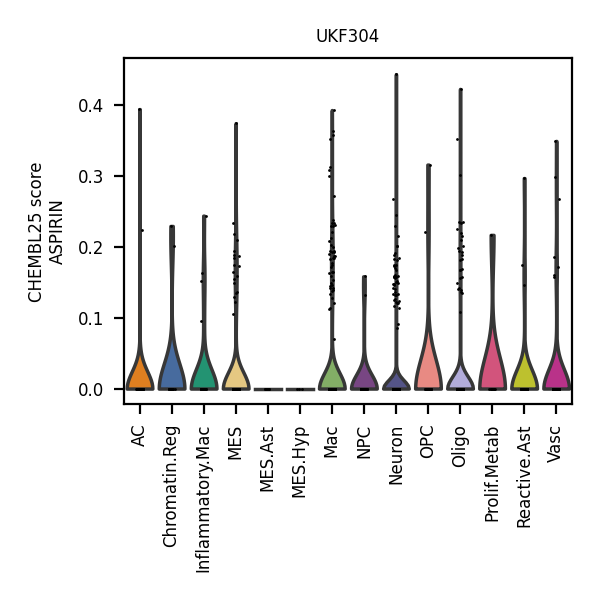 UKF304
CHEMBL25 score
ASPIRIN
0.4
0.3
0.2
0.1
0.0
AC
Chromatin.Reg
Inflammatory.Mac
MES
MES.Ast
MES.Hyp
Mac
NPC
Neuron
OPC
Oligo
Prolif.Metab
Reactive.Ast
Vasc